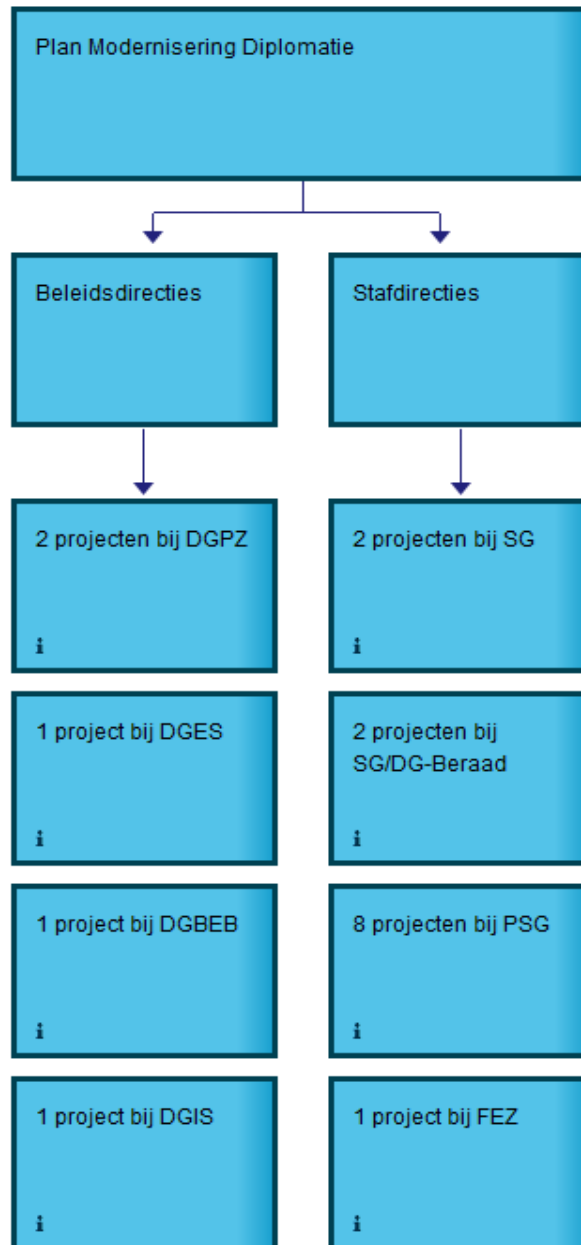 Plan Modernisering Diplomatie
Beleidsdirecties
Stafdirecties
2 projecten bij DGPZ
i
2 projecten bij SG
i
1 project bij DGES
i
2 projecten bij
SG/DG-Beraad
i
1 project bij DGBEB
i
8 projecten bij PSG
i
1 project bij DGIS
i
1 project bij FEZ
i